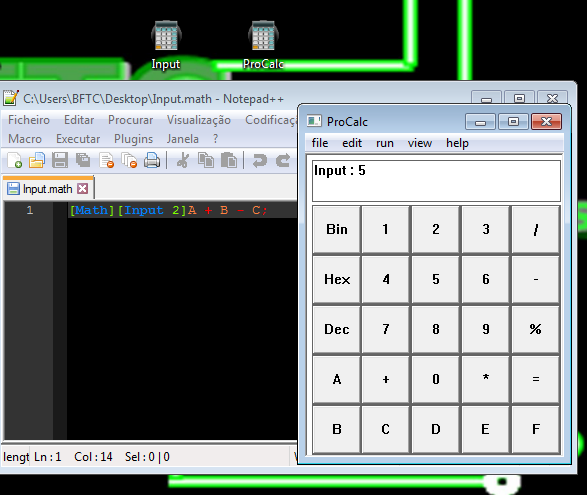 Input
ProCalc
C:\Users\BFTC\Desktop\Input.math - Notepad++
Ficheiro Editar Procurar Visualização Codificaç
Macro Executar Plugins Janela ?
Input.math
1 [Math][Input 2]A + B - C;
lengt Ln : 1 Col : 14 Sel : 0 | 0
ProCalc
file edit run view help
Input : 5
Bin 1 2 3 /
Hex 4 5 6 -
Dec 7 8 9 %
A + 0 * =
B C D E F